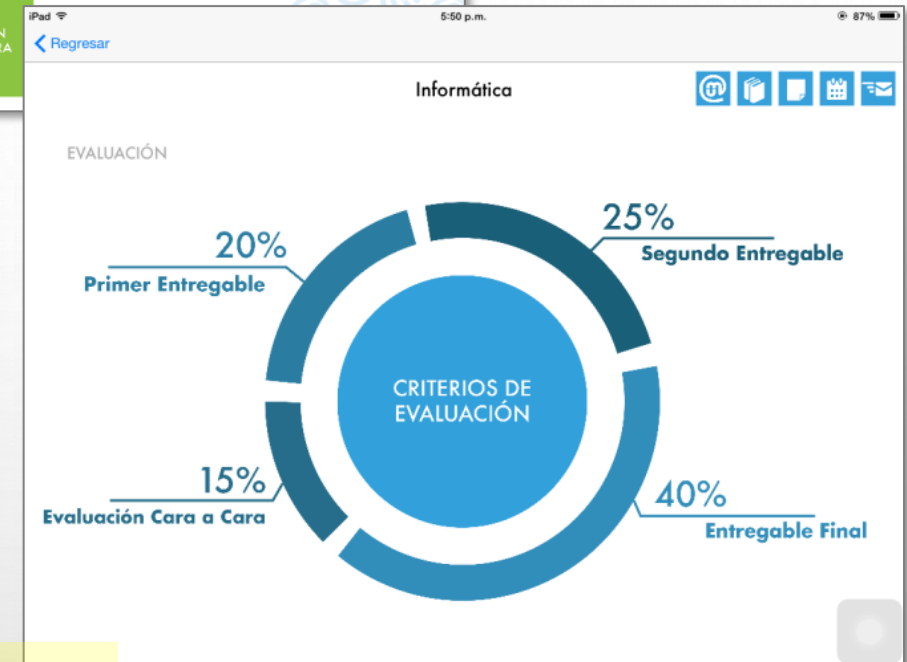 iPad
5:50 p.m.
87%
Regresar
Informática
EVALUACIÓN
20%
Primer Entregable
25%
Segundo Entregable
CRITERIOS DE
EVALUACIÓN
15%
Evaluación Cara a Cara
40%
Entregable Final